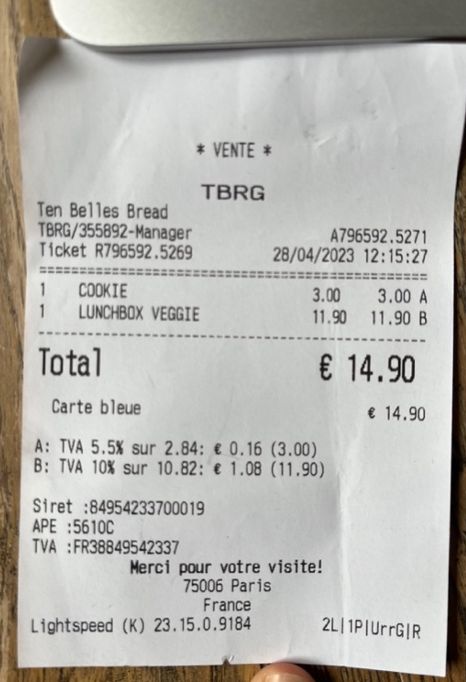 * VENTE *
TBRG
Ten Belles Bread
TBRG/355892-Manager A796592.5271
Ticket R796592.5269 28/04/2023 12:15:27
1 COOKIE 3.00 3.00 A
1 LUNCHBOX VEGGIE 11.90 11.90 B
Total € 14.90
Carte bleue € 14.90
A: TVA 5.5% sur 2.84: € 0.16 (3.00)
B: TVA 10% sur 10.82: € 1.08 (11.90)
Siret :84954233700019
APE :5610C
TVA :FR38849542337
Merci pour votre visite!
75006 Paris
France
Lightspeed (K) 23.15.0.9184 2L|1P|UrrG|R